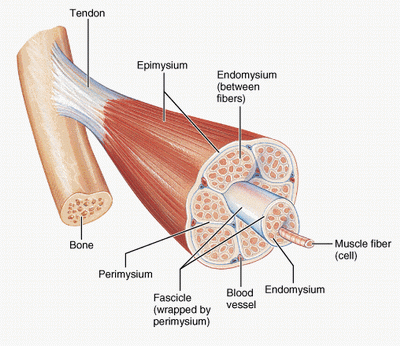 Tendon
Epimysium
Endomysium
(between
fibers)
Bone
Perimysium
Fascicle
(wrapped by
perimysium)
Blood
vessel
Endomysium
Muscle fiber
(cell)